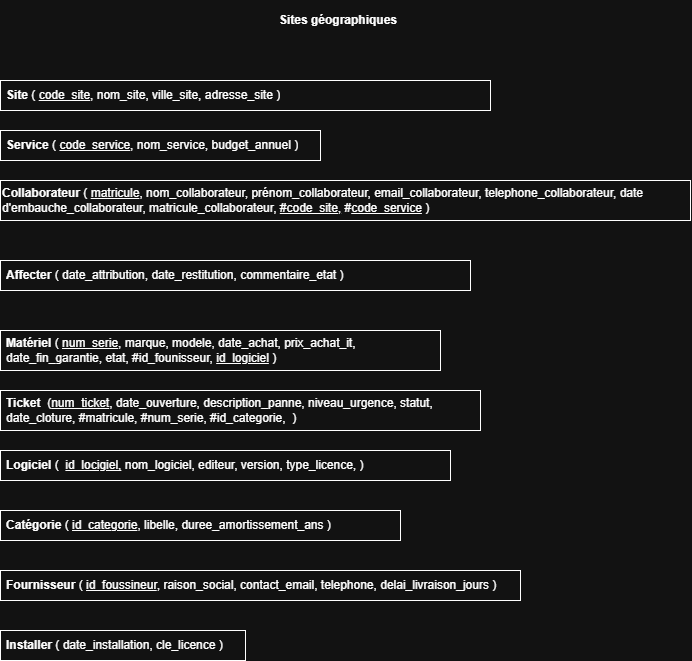 Sites géographiques
Site ( code_site, nom_site, ville_site, adresse_site )
Service ( code_service, nom_service, budget_annuel )
Collaborateur ( matricule, nom_collaborateur, prénom_collaborateur, email_collaborateur, telephone_collaborateur, date
d'embauche_collaborateur, matricule_collaborateur, #code_site, #code_service )
Affecter ( date_attribution, date_restitution, commentaire_etat )
Matériel ( num_serie, marque, modele, date_achat, prix_achat_it,
date_fin_garantie, etat, #id_founisseur, id_logiciel )
Ticket (num_ticket, date_ouverture, description_panne, niveau_urgence, statut,
date_cloture, #matricule, #num_serie, #id_categorie, )
Logiciel ( id_locigiel, nom_logiciel, editeur, version, type_licence, )
Catégorie ( id_categorie, libelle, duree_amortissement_ans )
Fournisseur ( id_foussineur, raison_social, contact_email, telephone, delai_livraison_jours )
Installer ( date_installation, cle_licence )